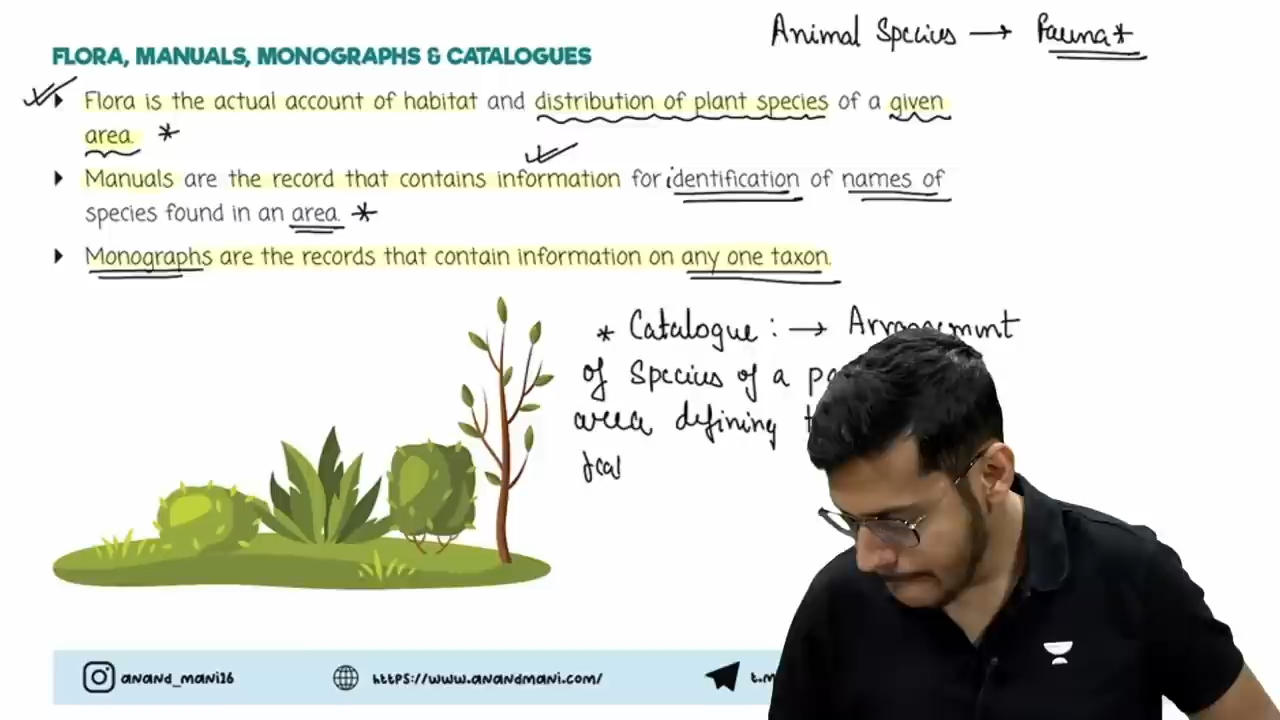 Animal Species → Fauna*
FLORA, MANUALS, MONOGRAPHS & CATALOGUES
Flora is the actual account of habitat and distribution of plant species of a given
area. *
Manuals are the record that contains information for identification of names of
species found in an area. *
Monographs are the records that contain information on any one taxon.
* Catalogue : → Arrangement
of Species of a
area defining
anand_mani26
https://www.anandmani.com/